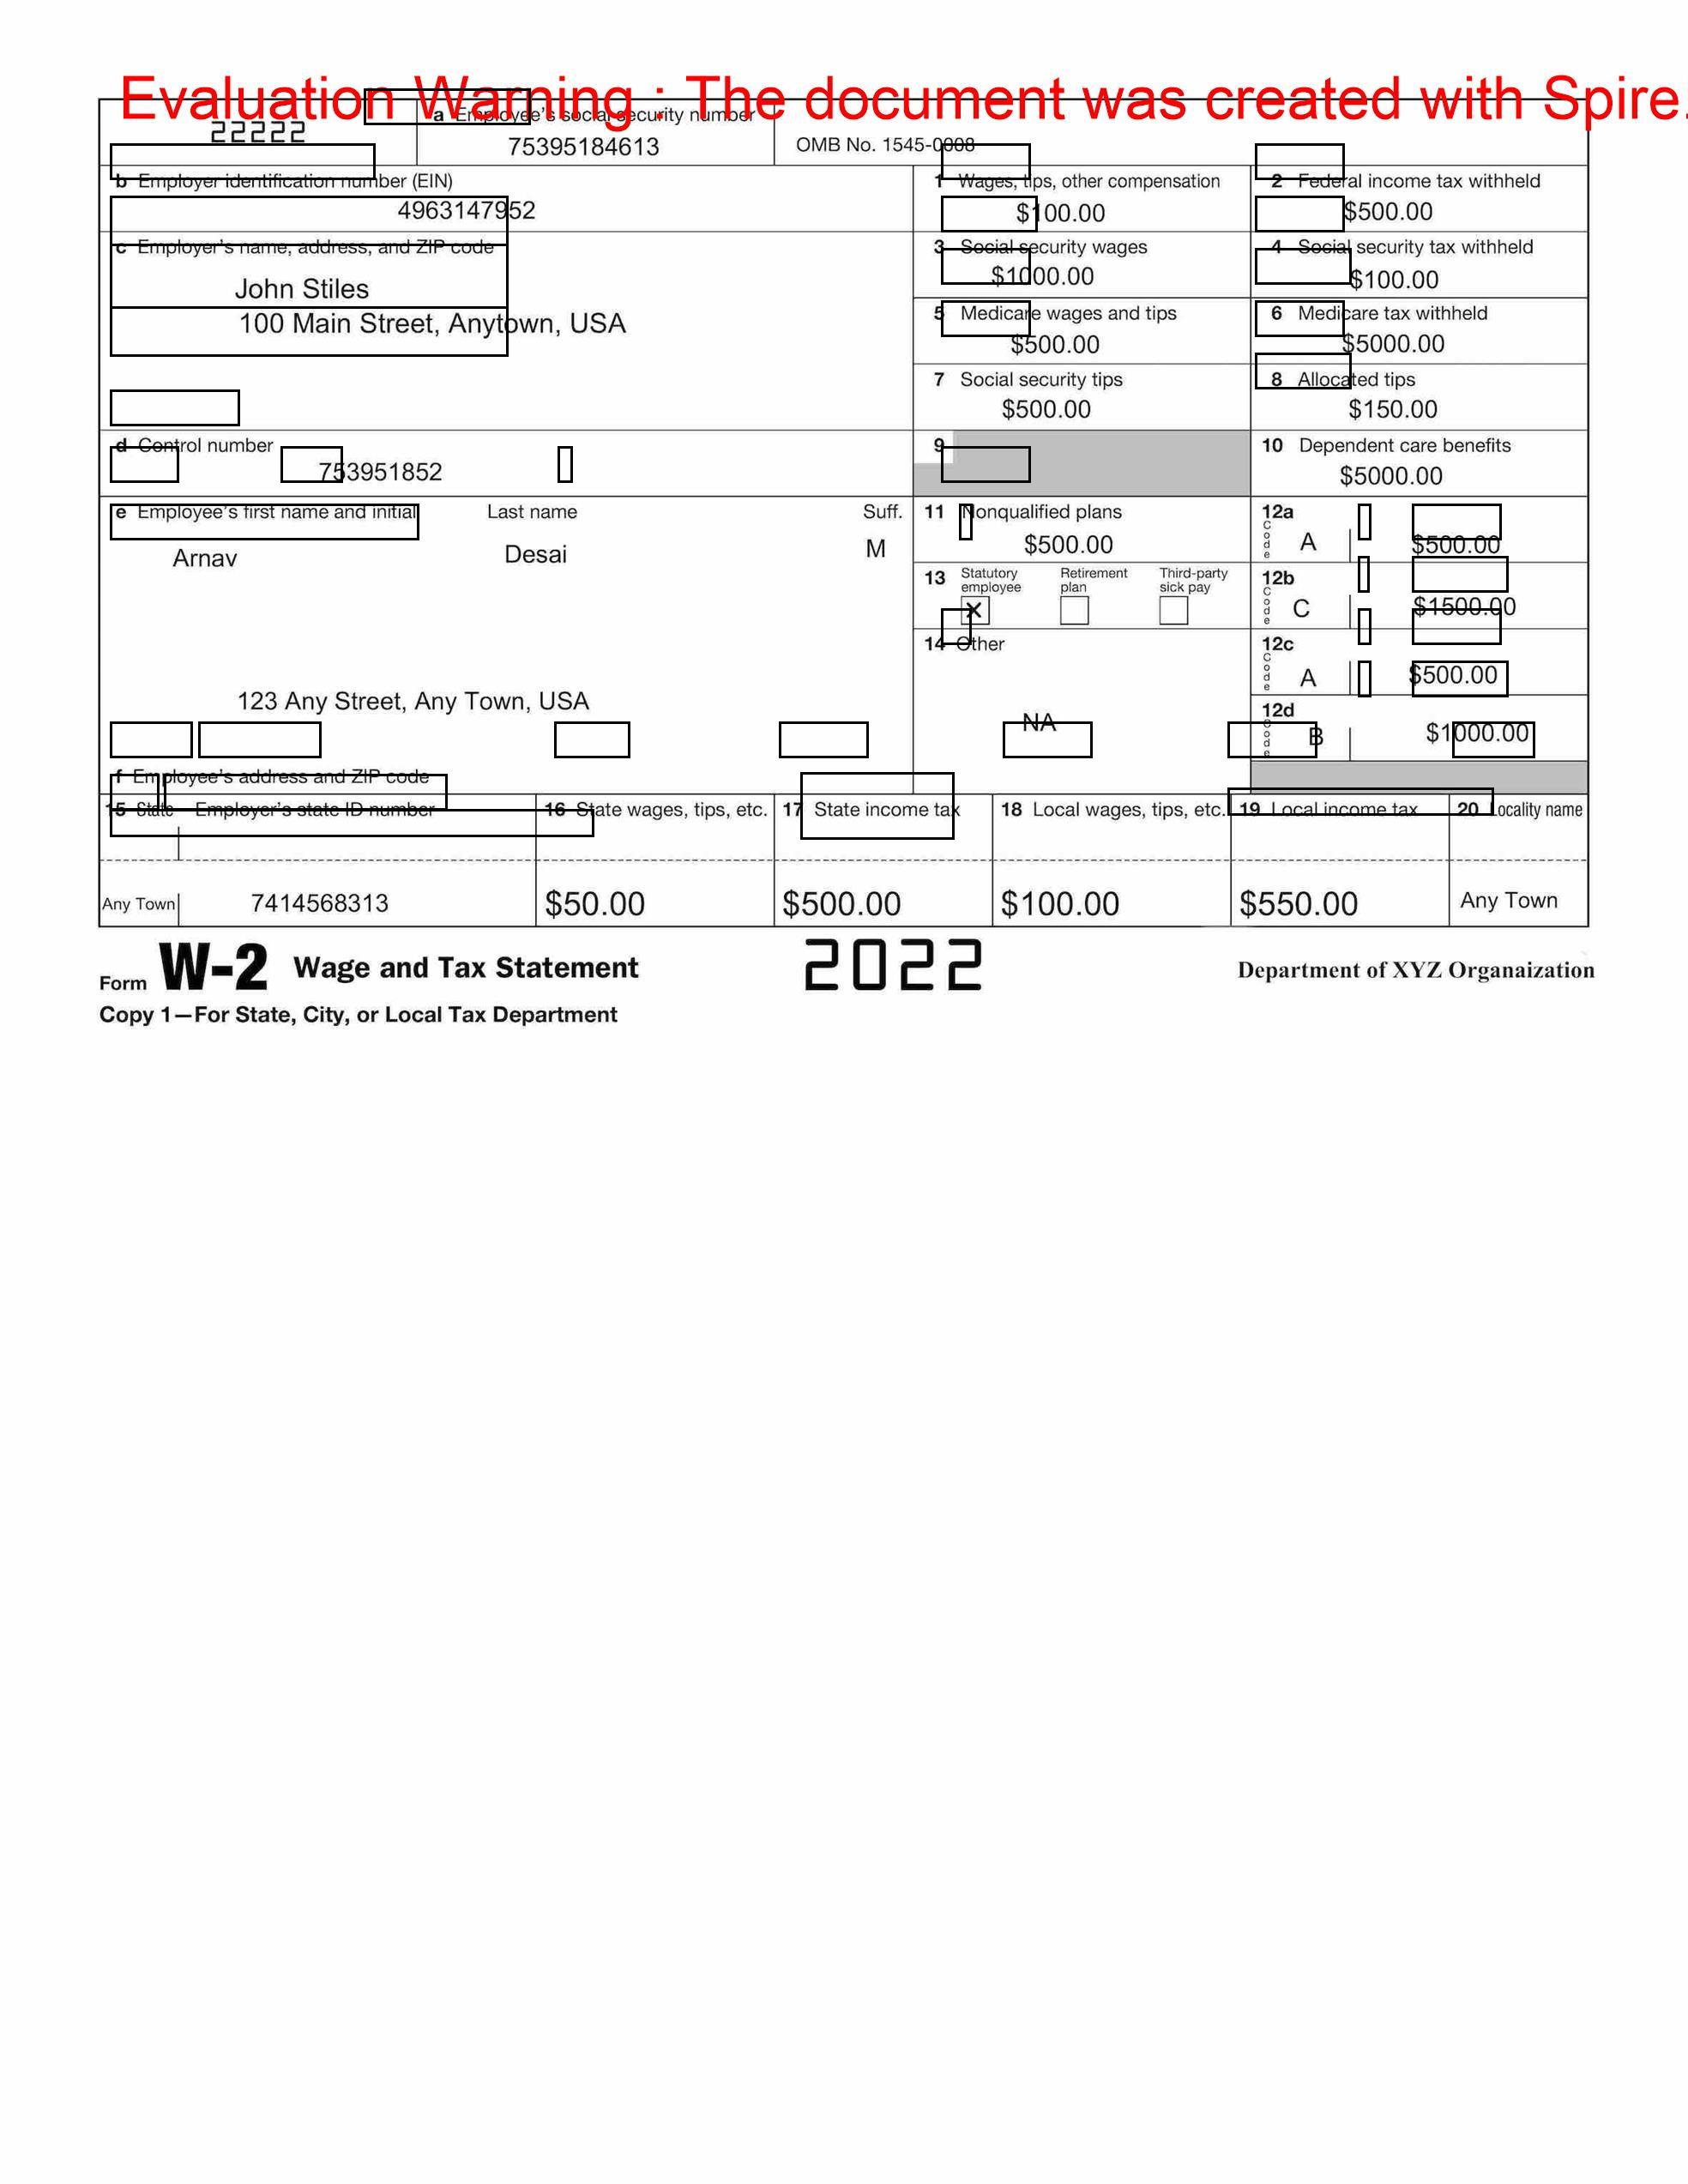 Evaluation Warning : The document was created with Spire.
22222
a Employee's social security number
75395184613
OMB No. 1545-0008
b Employer identification number (EIN)
4963147952
1 Wages, tips, other compensation
$100.00
2 Federal income tax withheld
$500.00
c Employer's name, address, and ZIP code
John Stiles
100 Main Street, Anytown, USA
3 Social security wages
$1000.00
4 Social security tax withheld
$100.00
5 Medicare wages and tips
$500.00
6 Medicare tax withheld
$5000.00
7 Social security tips
$500.00
8 Allocated tips
$150.00
d Control number
753951852
9
10 Dependent care benefits
$5000.00
e Employee's first name and initial
Arnav
Last name
Desai
Suff.
M
11 Nonqualified plans
$500.00
12a
Code
A
$500.00
13
Statutory employee
X
Retirement plan
Third-party sick pay
12b
Code
C
$1500.00
14 Other
NA
12c
Code
A
$500.00
12d
Code
B
$1000.00
123 Any Street, Any Town, USA
f Employee's address and ZIP code
15 State Employer's state ID number
16 State wages, tips, etc.
17 State income tax
18 Local wages, tips, etc.
19 Local income tax
20 Locality name
Any Town
7414568313
$50.00
$500.00
$100.00
$550.00
Any Town
Form W-2 Wage and Tax Statement
2022
Department of XYZ Organaization
Copy 1—For State, City, or Local Tax Department